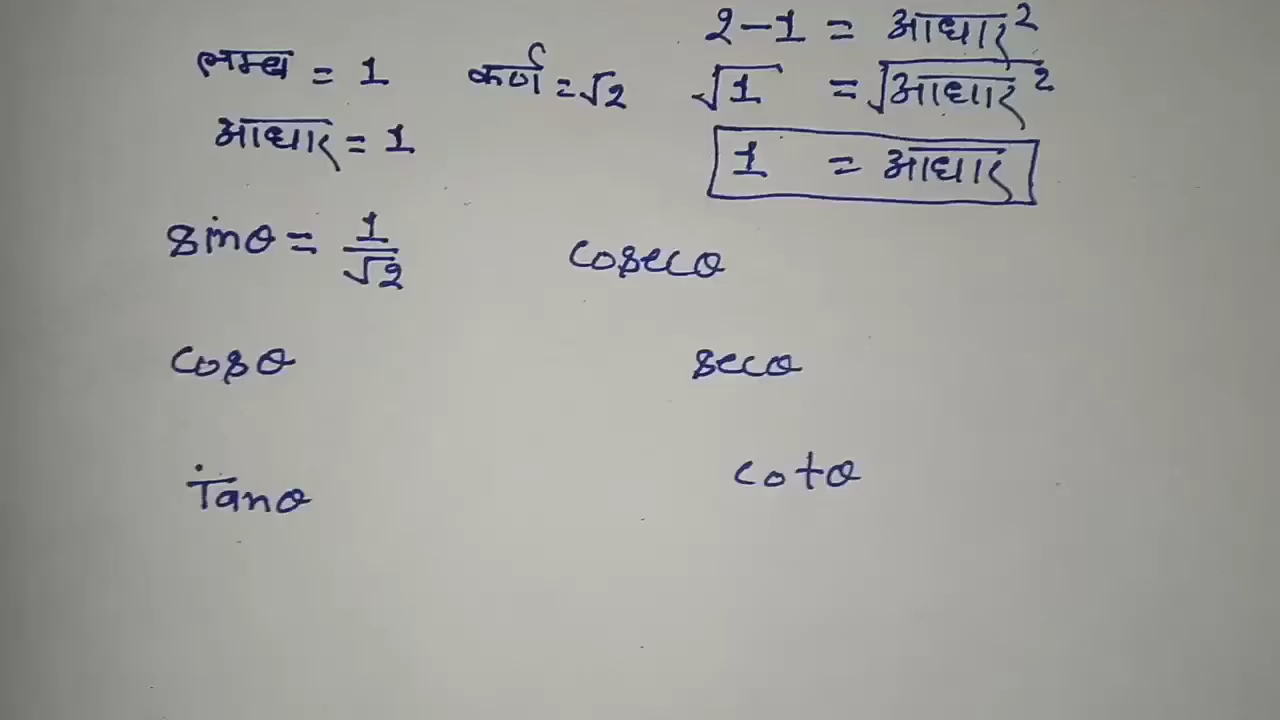 2-1 = आधार²
लम्ब = 1 कर्ण = √2 √1 = √आधार²
आधार = 1 1 = आधार
sinθ = 1/√2 cosecθ
cosθ secθ
Tanθ cotθ